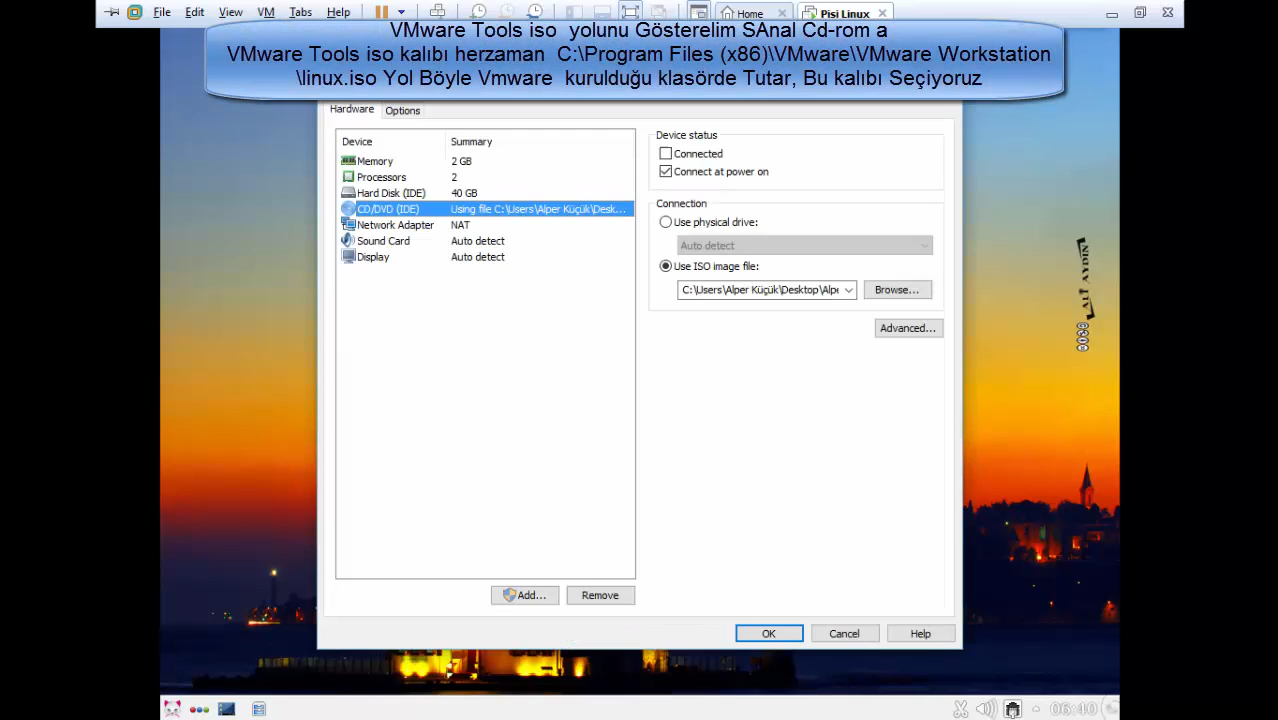 File Edit View VM Tabs Help Home Pisi Linux
VMware Tools iso yolunu Gösterelim SAnal Cd-rom a
VMware Tools iso kalıbı herzaman C:\Program Files (x86)\VMware\VMware Workstation
\linux.iso Yol Böyle Vmware kurulduğu klasörde Tutar, Bu kalıbı Seçiyoruz
Hardware Options
Device Summary
Memory 2 GB
Processors 2
Hard Disk (IDE) 40 GB
CD/DVD (IDE) Using file C:\Users\Alper Küçük\Desk...
Network Adapter NAT
Sound Card Auto detect
Display Auto detect
Add... Remove
Device status
Connected
Connect at power on
Connection
Use physical drive:
Auto detect
Use ISO image file:
C:\Users\Alper Küçük\Desktop\Alpe Browse...
Advanced...
OK Cancel Help
ALİ AYDIN
06:40